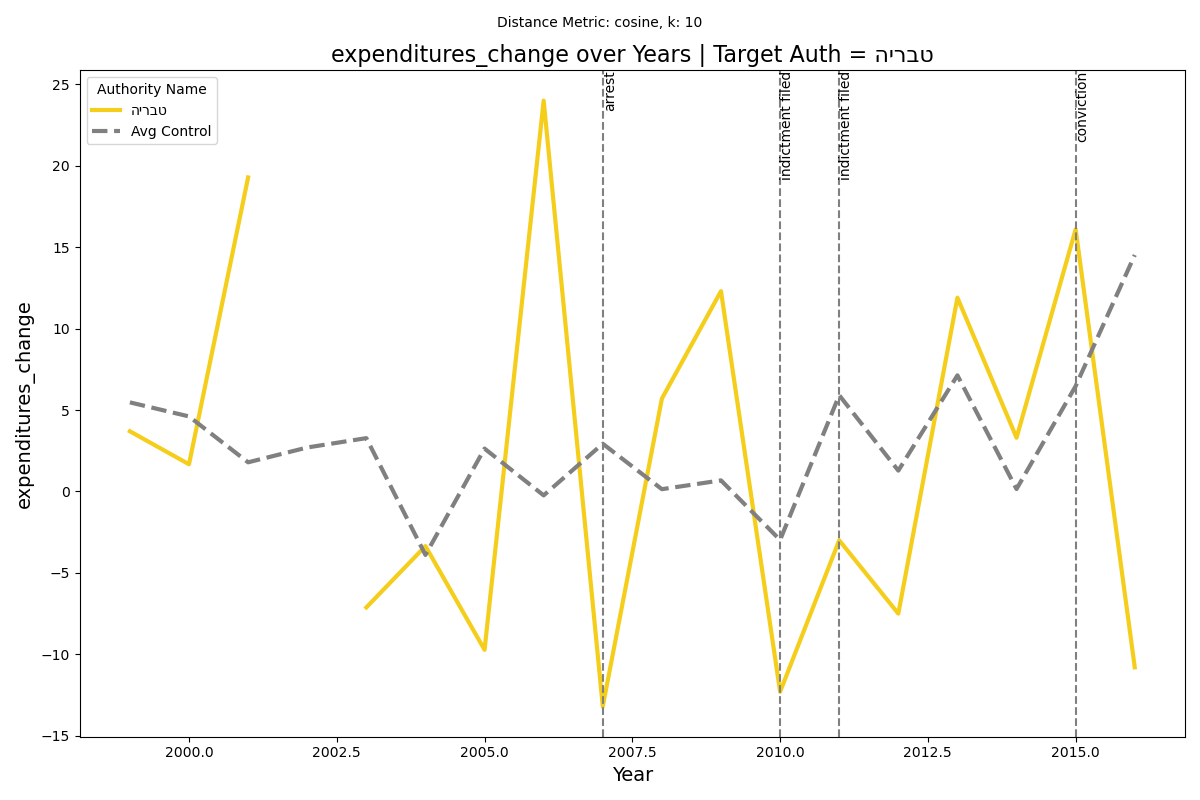 Distance Metric: cosine, k: 10
expenditures_change over Years | Target Auth = טבריה
Authority Name
טבריה
Avg Control
arrest
indictment filed
indictment filed
conviction
expenditures_change
25
20
15
10
5
0
−5
−10
−15
2000.0
2002.5
2005.0
2007.5
2010.0
2012.5
2015.0
Year